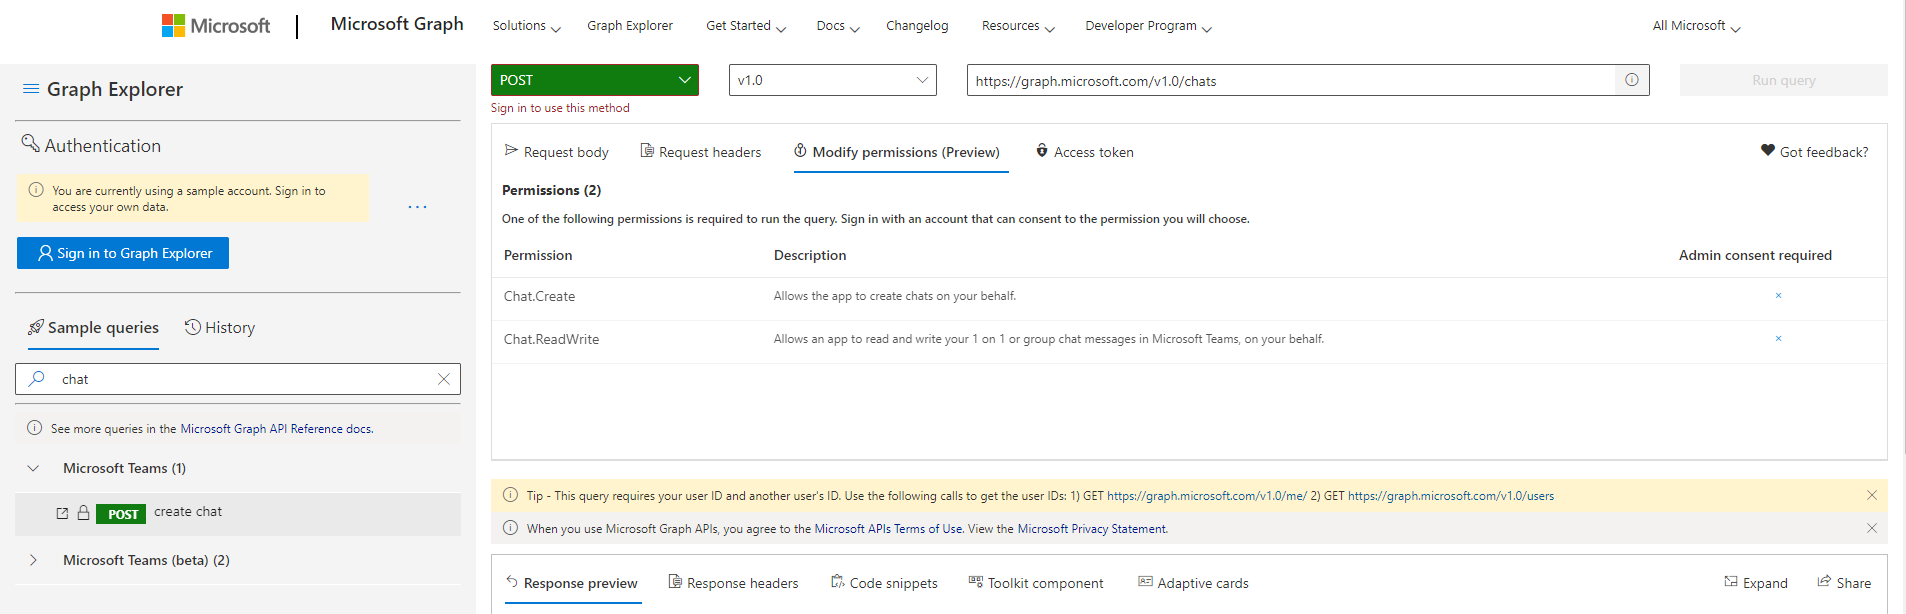 Microsoft | Microsoft Graph Solutions Graph Explorer Get Started Docs Changelog Resources Developer Program All Microsoft
Graph Explorer
Authentication
You are currently using a sample account. Sign in to
access your own data.
...
Sign in to Graph Explorer
Sample queries History
chat
See more queries in the Microsoft Graph API Reference docs.
Microsoft Teams (1)
POST create chat
Microsoft Teams (beta) (2)
POST v1.0 https://graph.microsoft.com/v1.0/chats Run query
Sign in to use this method
Request body Request headers Modify permissions (Preview) Access token Got feedback?
Permissions (2)
One of the following permissions is required to run the query. Sign in with an account that can consent to the permission you will choose.
Permission Description Admin consent required
Chat.Create Allows the app to create chats on your behalf. ×
Chat.ReadWrite Allows an app to read and write your 1 on 1 or group chat messages in Microsoft Teams, on your behalf. ×
Tip - This query requires your user ID and another user's ID. Use the following calls to get the user IDs: 1) GET https://graph.microsoft.com/v1.0/me/ 2) GET https://graph.microsoft.com/v1.0/users
When you use Microsoft Graph APIs, you agree to the Microsoft APIs Terms of Use. View the Microsoft Privacy Statement.
Response preview Response headers Code snippets Toolkit component Adaptive cards Expand Share